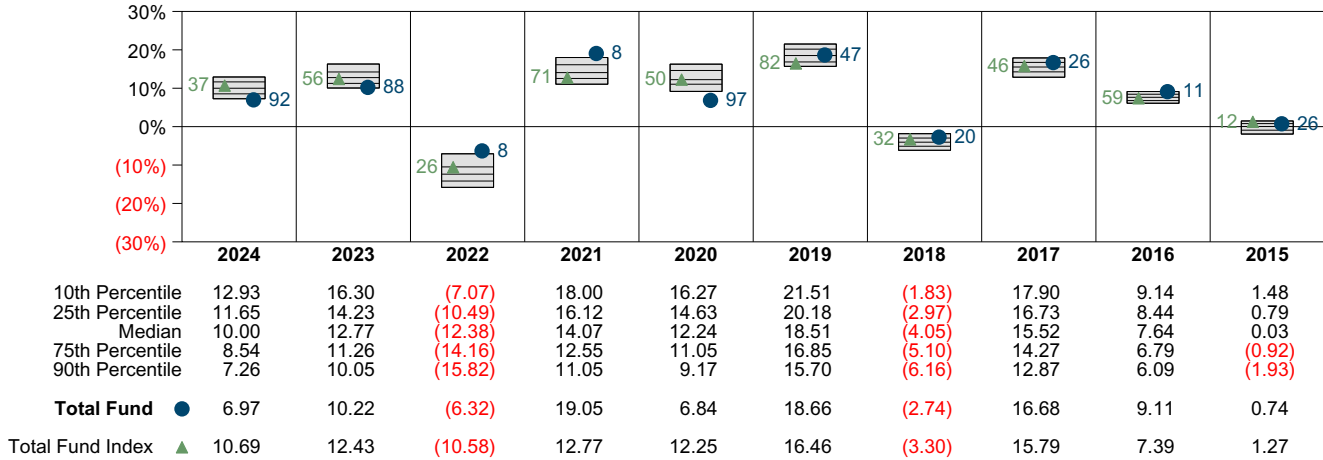 30%
20%
10%
0%
(10%)
(20%)
(30%)
37 92 56 88 26 8 71 8 50 97 82 47 32 20 46 26 59 11 12 26
2024 2023 2022 2021 2020 2019 2018 2017 2016 2015
10th Percentile 12.93 16.30 (7.07) 18.00 16.27 21.51 (1.83) 17.90 9.14 1.48
25th Percentile 11.65 14.23 (10.49) 16.12 14.63 20.18 (2.97) 16.73 8.44 0.79
Median 10.00 12.77 (12.38) 14.07 12.24 18.51 (4.05) 15.52 7.64 0.03
75th Percentile 8.54 11.26 (14.16) 12.55 11.05 16.85 (5.10) 14.27 6.79 (0.92)
90th Percentile 7.26 10.05 (15.82) 11.05 9.17 15.70 (6.16) 12.87 6.09 (1.93)
Total Fund 6.97 10.22 (6.32) 19.05 6.84 18.66 (2.74) 16.68 9.11 0.74
Total Fund Index 10.69 12.43 (10.58) 12.77 12.25 16.46 (3.30) 15.79 7.39 1.27